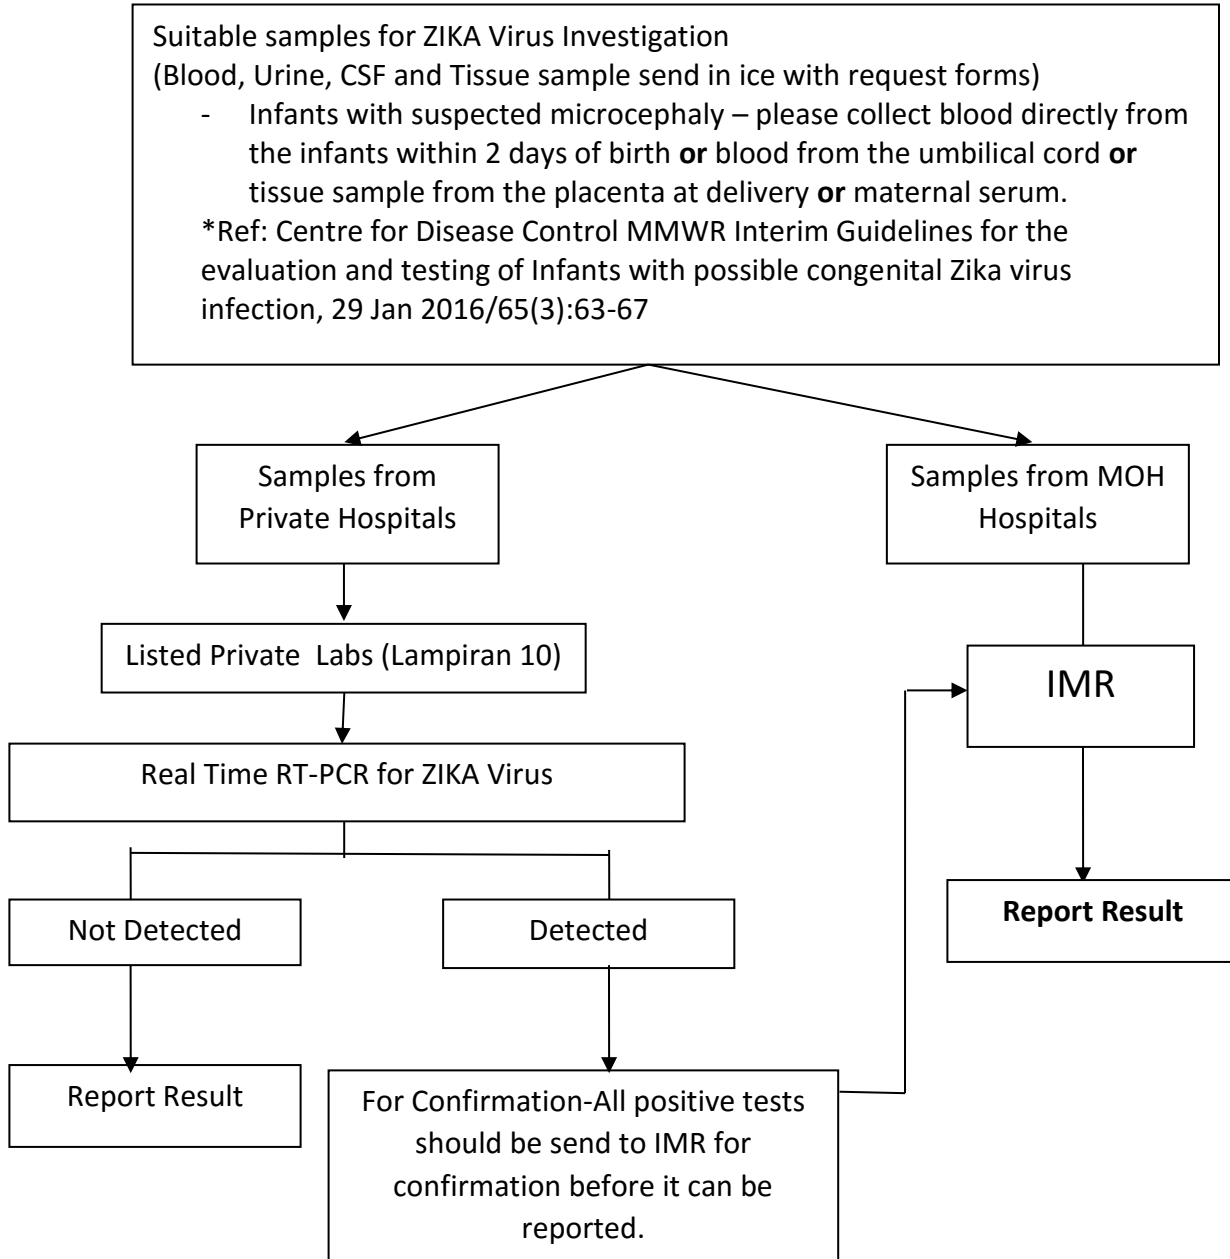 Suitable samples for ZIKA Virus Investigation
(Blood, Urine, CSF and Tissue sample send in ice with request forms)
- Infants with suspected microcephaly – please collect blood directly from
the infants within 2 days of birth or blood from the umbilical cord or
tissue sample from the placenta at delivery or maternal serum.
*Ref: Centre for Disease Control MMWR Interim Guidelines for the
evaluation and testing of Infants with possible congenital Zika virus
infection, 29 Jan 2016/65(3):63-67
Samples from
Private Hospitals
Samples from MOH
Hospitals
Listed Private Labs (Lampiran 10)
IMR
Real Time RT-PCR for ZIKA Virus
Not Detected
Detected
Report Result
Report Result
For Confirmation-All positive tests
should be send to IMR for
confirmation before it can be
reported.